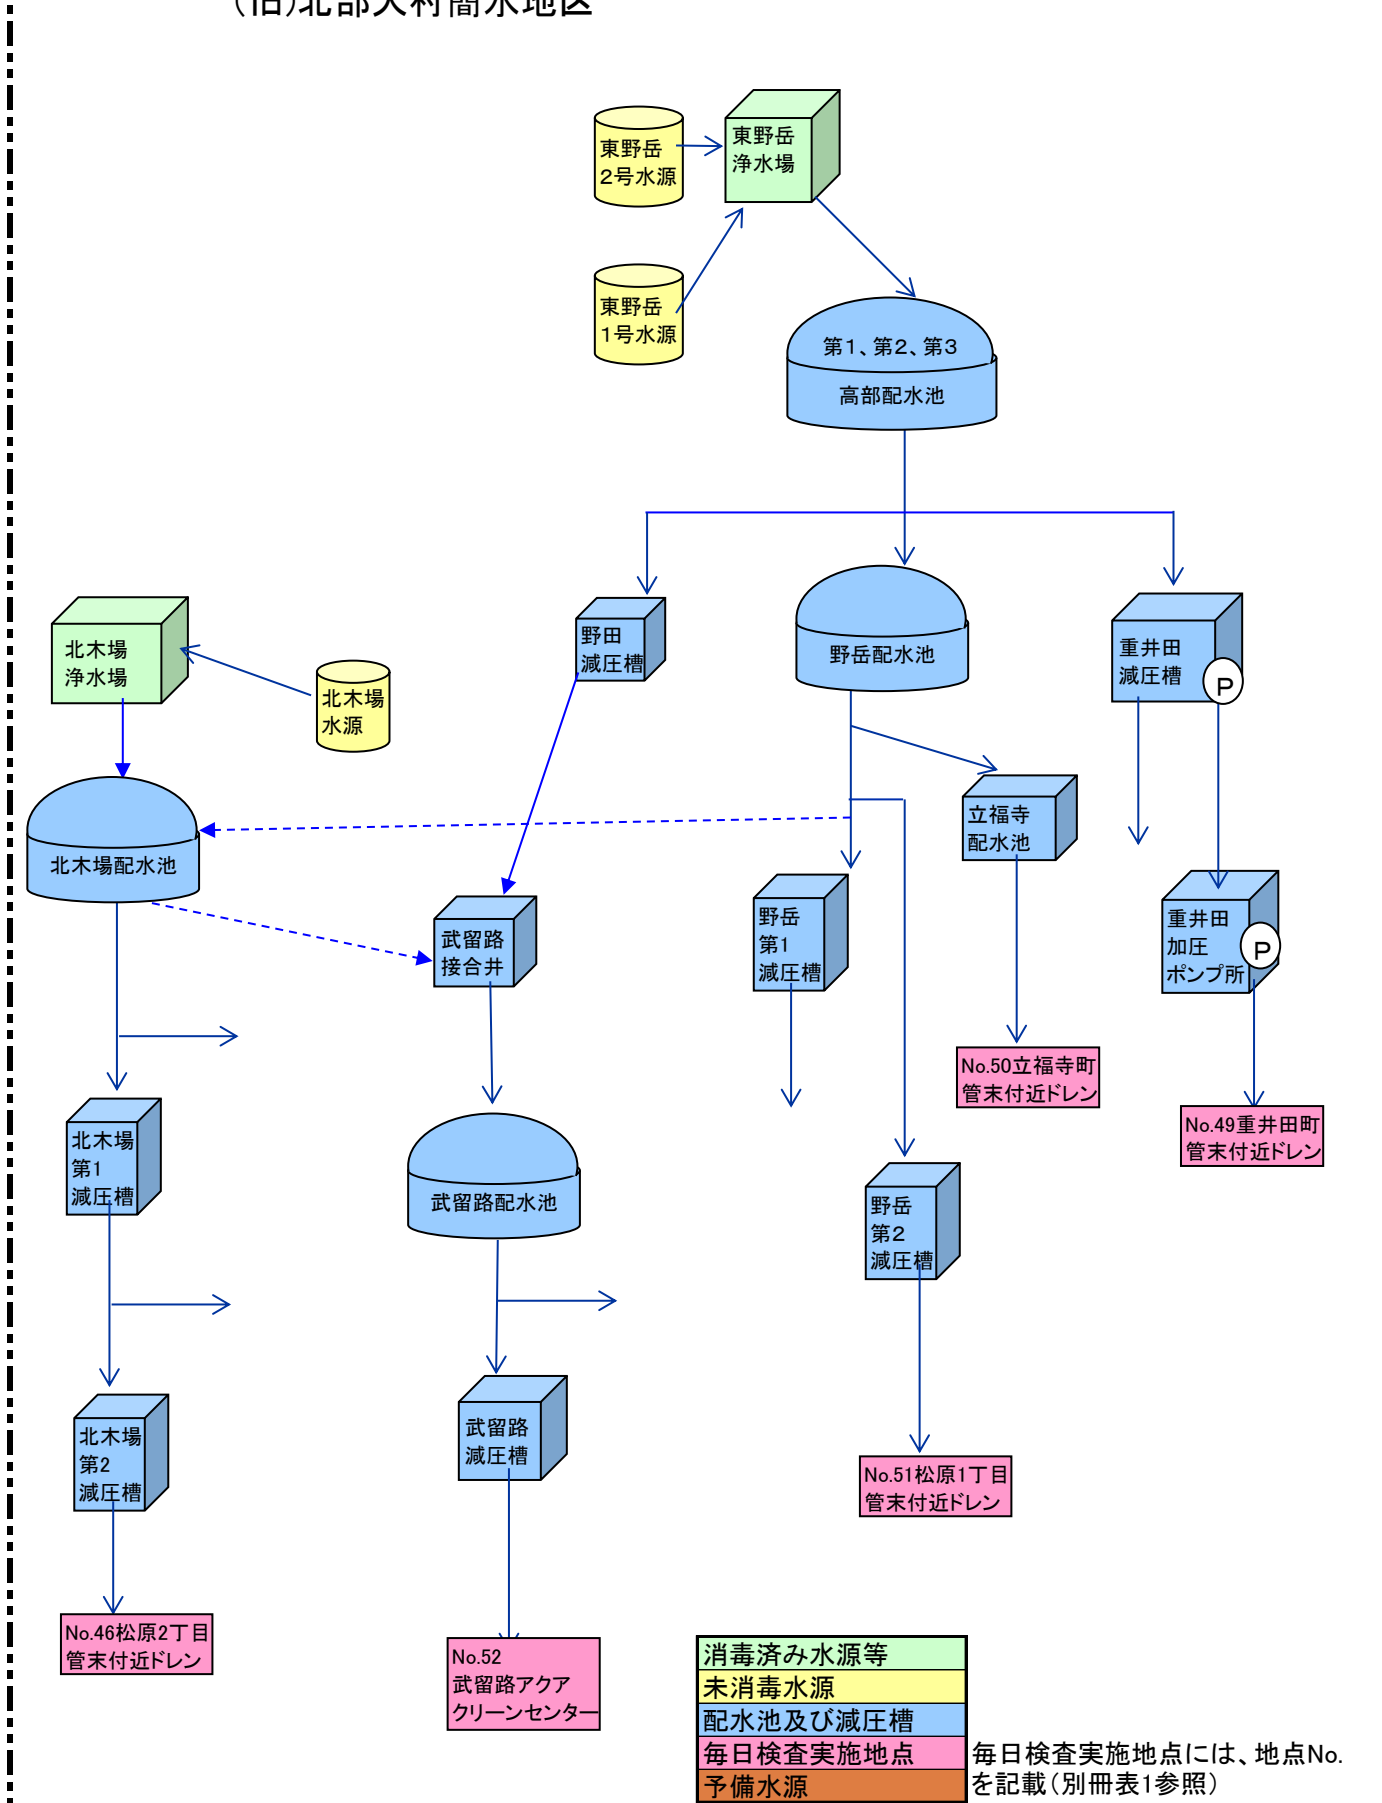 (旧)北部大村簡水地区
東野岳
2号水源
東野岳
浄水場
東野岳
1号水源
第1、第2、第3
高部配水池
北木場
浄水場
北木場
水源
野田
減圧槽
野岳配水池
重井田
減圧槽
P
北木場配水池
武留路
接合井
野岳
第1
減圧槽
立福寺
配水池
重井田
加圧
ポンプ所
P
No.50立福寺町
管末付近ドレン
No.49重井田町
管末付近ドレン
北木場
第1
減圧槽
武留路配水池
野岳
第2
減圧槽
北木場
第2
減圧槽
武留路
減圧槽
No.51松原1丁目
管末付近ドレン
No.46松原2丁目
管末付近ドレン
No.52
武留路アクア
クリーンセンター
消毒済み水源等
未消毒水源
配水池及び減圧槽
毎日検査実施地点
予備水源
毎日検査実施地点には、地点No.
を記載(別冊表1参照)